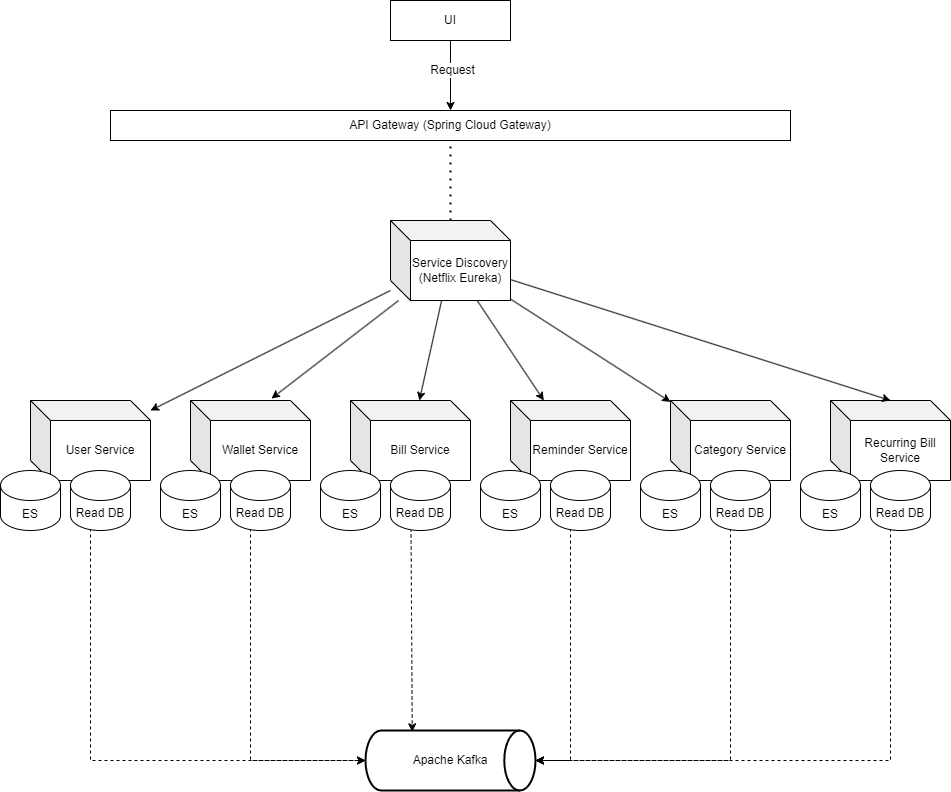 UI
Request
API Gateway (Spring Cloud Gateway)
Service Discovery
(Netflix Eureka)
User Service
Wallet Service
Bill Service
Reminder Service
Category Service
Recurring Bill
Service
ES
Read DB
ES
Read DB
ES
Read DB
ES
Read DB
ES
Read DB
ES
Read DB
Apache Kafka